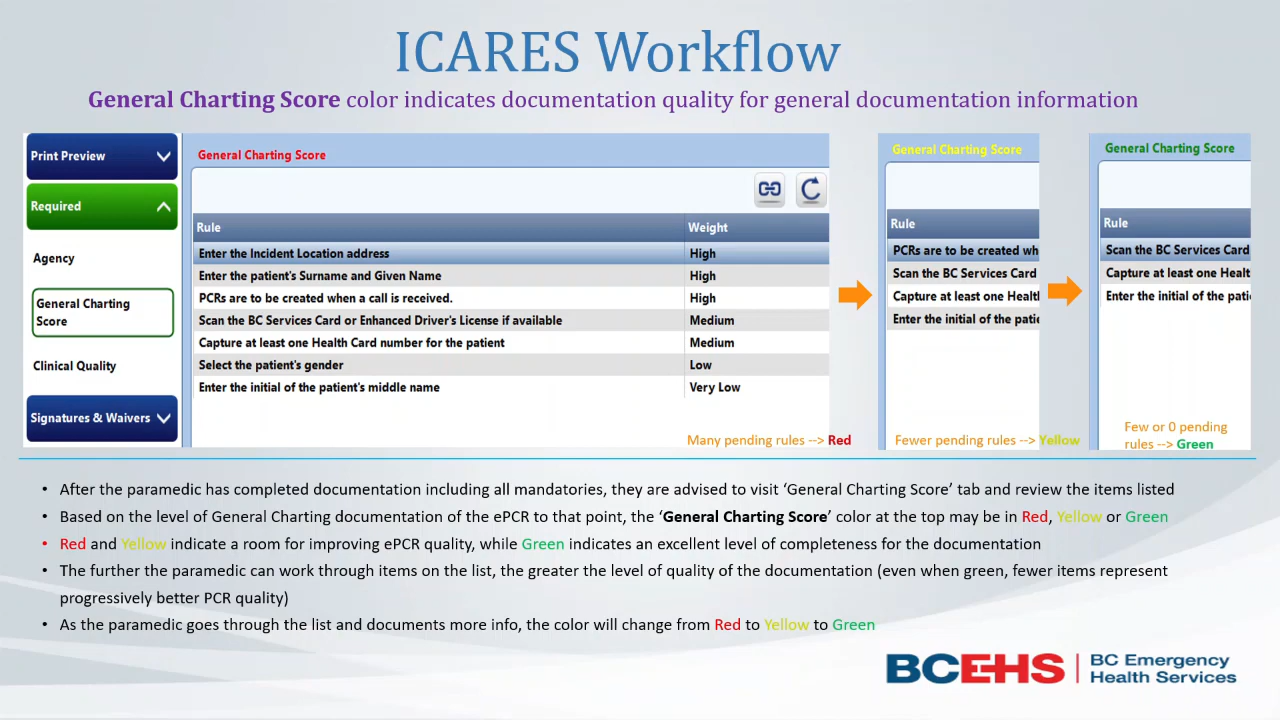 ICARES Workflow
General Charting Score color indicates documentation quality for general documentation information
Print Preview
Required
Agency
General Charting
Score
Clinical Quality
Signatures & Waivers
General Charting Score
Rule Weight
Enter the Incident Location address High
Enter the patient's Surname and Given Name High
PCRs are to be created when a call is received. High
Scan the BC Services Card or Enhanced Driver's License if available Medium
Capture at least one Health Card number for the patient Medium
Select the patient's gender Low
Enter the initial of the patient's middle name Very Low
Many pending rules --> Red
General Charting Score
Rule
PCRs are to be created wh
Scan the BC Services Card
Capture at least one Healt
Enter the initial of the patie
Fewer pending rules --> Yellow
General Charting Score
Rule
Scan the BC Services Card
Capture at least one Healt
Enter the initial of the patie
Few or 0 pending
rules --> Green
• After the paramedic has completed documentation including all mandatories, they are advised to visit ‘General Charting Score’ tab and review the items listed
• Based on the level of General Charting documentation of the ePCR to that point, the ‘General Charting Score’ color at the top may be in Red, Yellow or Green
• Red and Yellow indicate a room for improving ePCR quality, while Green indicates an excellent level of completeness for the documentation
• The further the paramedic can work through items on the list, the greater the level of quality of the documentation (even when green, fewer items represent
progressively better PCR quality)
• As the paramedic goes through the list and documents more info, the color will change from Red to Yellow to Green
BCEHS | BC Emergency
Health Services